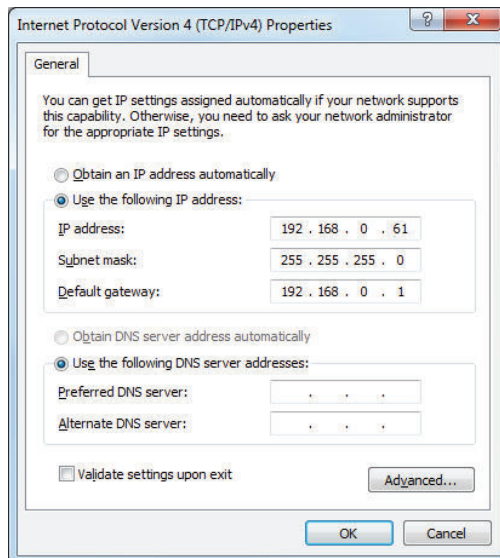 Internet Protocol Version 4 (TCP/IPv4) Properties
General
You can get IP settings assigned automatically if your network supports
this capability. Otherwise, you need to ask your network administrator
for the appropriate IP settings.
Obtain an IP address automatically
Use the following IP address:
IP address: 192 . 168 . 0 . 61
Subnet mask: 255 . 255 . 255 . 0
Default gateway: 192 . 168 . 0 . 1
Obtain DNS server address automatically
Use the following DNS server addresses:
Preferred DNS server: . . .
Alternate DNS server: . . .
Validate settings upon exit
Advanced...
OK Cancel